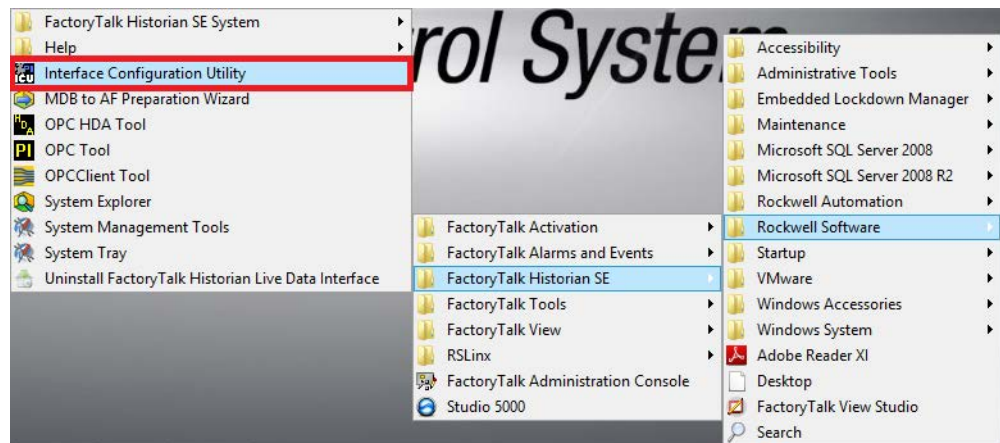 FactoryTalk Historian SE System
Help
Interface Configuration Utility
MDB to AF Preparation Wizard
OPC HDA Tool
OPC Tool
OPCClient Tool
System Explorer
System Management Tools
System Tray
Uninstall FactoryTalk Historian Live Data Interface
rol System
FactoryTalk Activation
FactoryTalk Alarms and Events
FactoryTalk Historian SE
FactoryTalk Tools
FactoryTalk View
RSLinx
FactoryTalk Administration Console
Studio 5000
Accessibility
Administrative Tools
Embedded Lockdown Manager
Maintenance
Microsoft SQL Server 2008
Microsoft SQL Server 2008 R2
Rockwell Automation
Rockwell Software
Startup
VMware
Windows Accessories
Windows System
Adobe Reader XI
Desktop
FactoryTalk View Studio
Search